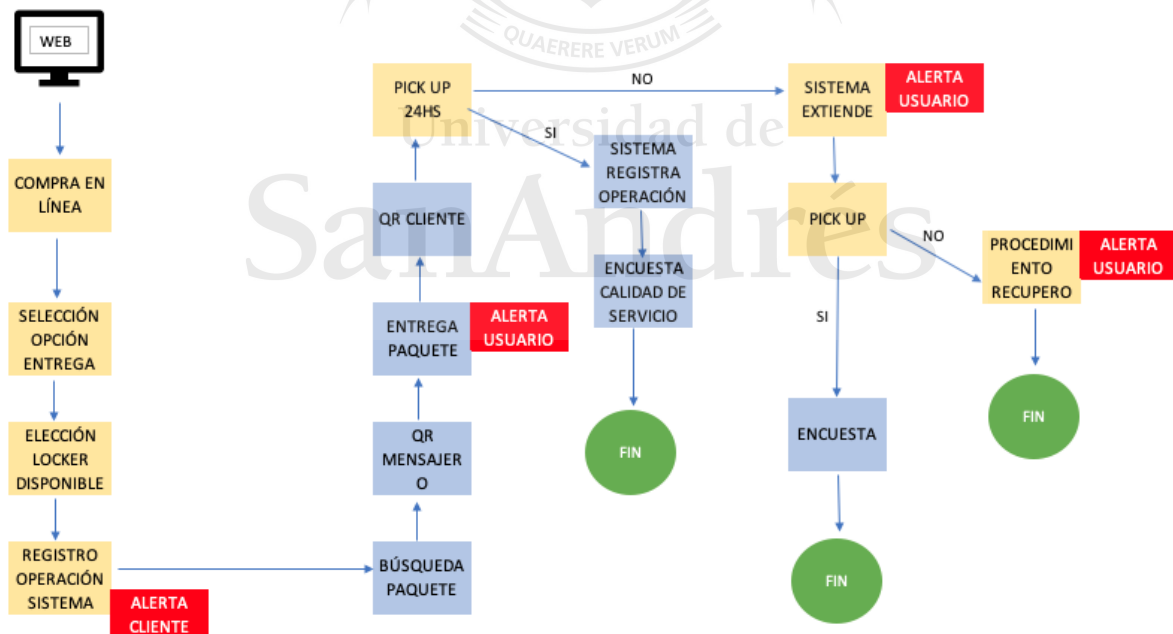 WEB
COMPRA EN
LÍNEA
SELECCIÓN
OPCIÓN
ENTREGA
ELECCIÓN
LOCKER
DISPONIBLE
REGISTRO
OPERACIÓN
SISTEMA
ALERTA
CLIENTE
BÚSQUEDA
PAQUETE
QR
MENSAJER
O
ENTREGA
PAQUETE
ALERTA
USUARIO
QR CLIENTE
PICK UP
24HS
NO
SI
SISTEMA
REGISTRA
OPERACIÓN
ENCUESTA
CALIDAD DE
SERVICIO
FIN
SISTEMA
EXTIENDE
ALERTA
USUARIO
PICK UP
NO
SI
PROCEDIMI
ENTO
RECUPERO
ALERTA
USUARIO
FIN
ENCUESTA
FIN
QUAERERE VERUM
Universidad de
SanAndrés